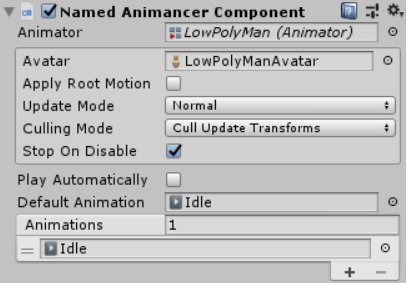 Named Animancer Component
Animator LowPolyMan (Animator)
Avatar LowPolyManAvatar
Apply Root Motion
Update Mode Normal
Culling Mode Cull Update Transforms
Stop On Disable
Play Automatically
Default Animation Idle
Animations 1
Idle